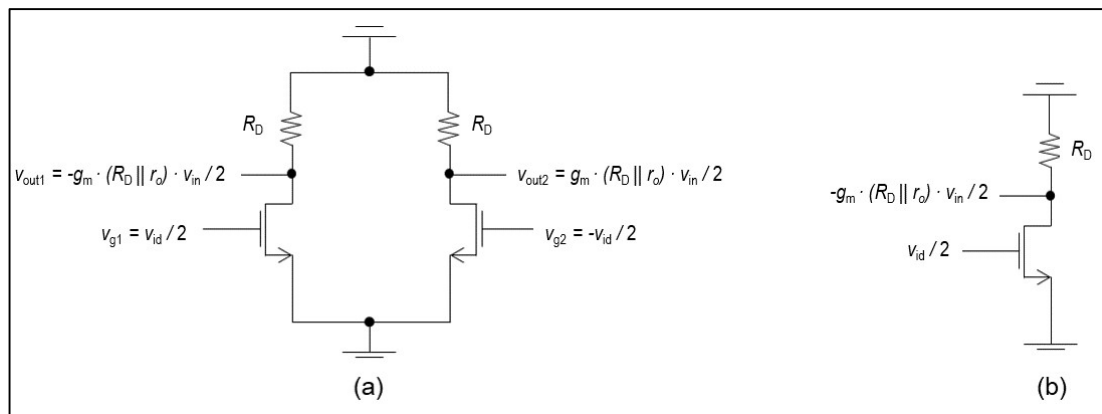 R_D R_D
v_out1 = -g_m · (R_D || r_o) · v_in / 2 v_out2 = g_m · (R_D || r_o) · v_in / 2
v_g1 = v_id / 2 v_g2 = -v_id / 2
(a)
R_D
-g_m · (R_D || r_o) · v_in / 2
v_id / 2
(b)